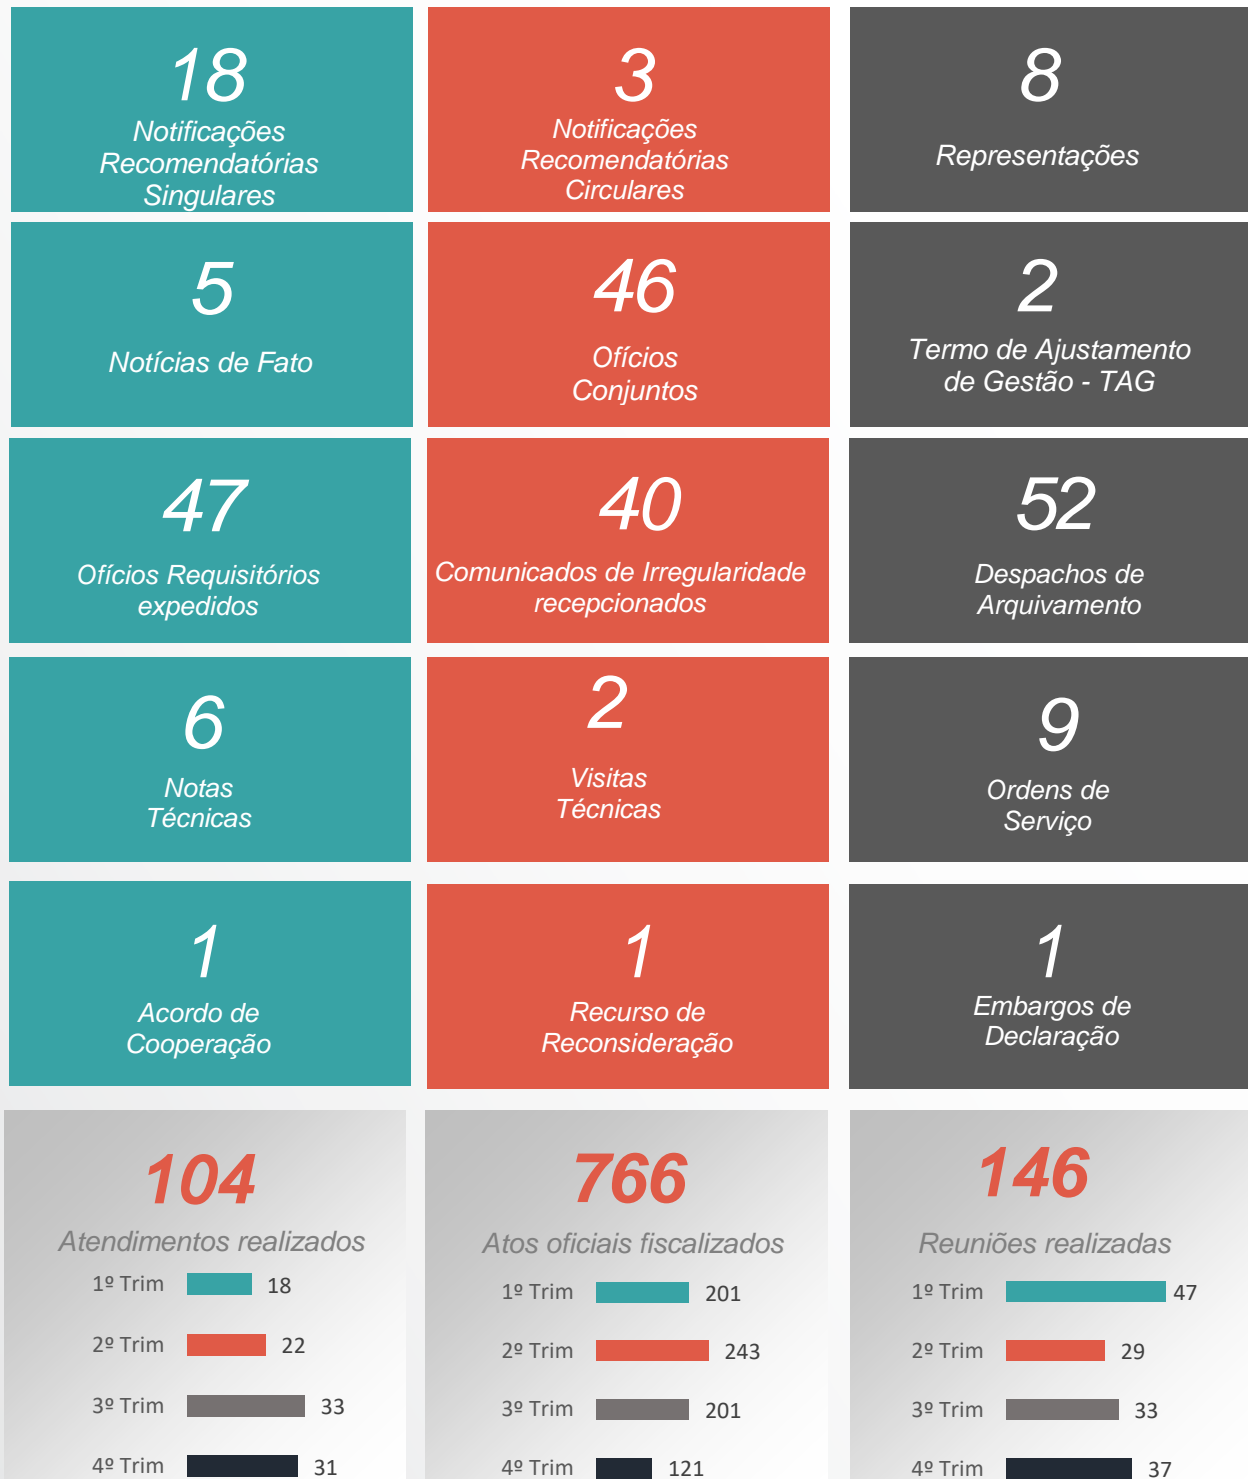 18
Notificações
Recomendatórias
Singulares
3
Notificações
Recomendatórias
Circulares
8
Representações
5
Notícias de Fato
46
Ofícios
Conjuntos
2
Termo de Ajustamento
de Gestão - TAG
47
Ofícios Requisitórios
expedidos
40
Comunicados de Irregularidade
recepcionados
52
Despachos de
Arquivamento
6
Notas
Técnicas
2
Visitas
Técnicas
9
Ordens de
Serviço
1
Acordo de
Cooperação
1
Recurso de
Reconsideração
1
Embargos de
Declaração
104
Atendimentos realizados
1º Trim 18
2º Trim 22
3º Trim 33
4º Trim 31
766
Atos oficiais fiscalizados
1º Trim 201
2º Trim 243
3º Trim 201
4º Trim 121
146
Reuniões realizadas
1º Trim 47
2º Trim 29
3º Trim 33
4º Trim 37